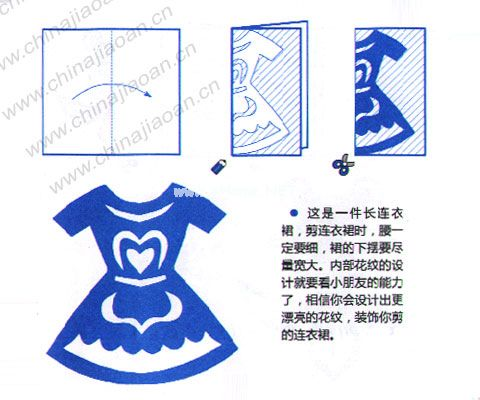 www.chinajiaoan.cn
www.chinajiaoan.cn
www.chinajiaoan.cn
● 这是一件长连衣
裙，剪连衣裙时，腰一
定要细，裙的下摆要尽
量宽大。内部花纹的设
计就要看小朋友的能力
了，相信你会设计出更
漂亮的花纹，装饰你剪
的连衣裙。